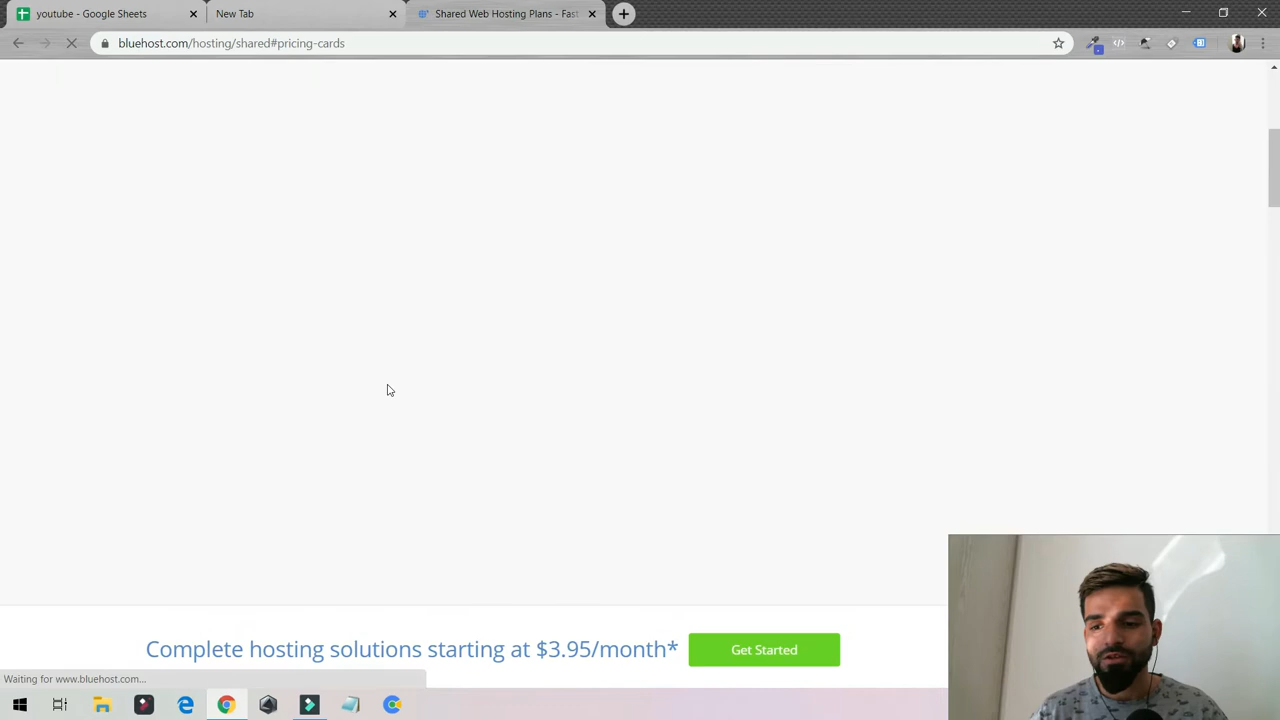 youtube - Google Sheets
New Tab
Shared Web Hosting Plans - Fast
bluehost.com/hosting/shared#pricing-cards
Complete hosting solutions starting at $3.95/month*
Get Started
Waiting for www.bluehost.com...